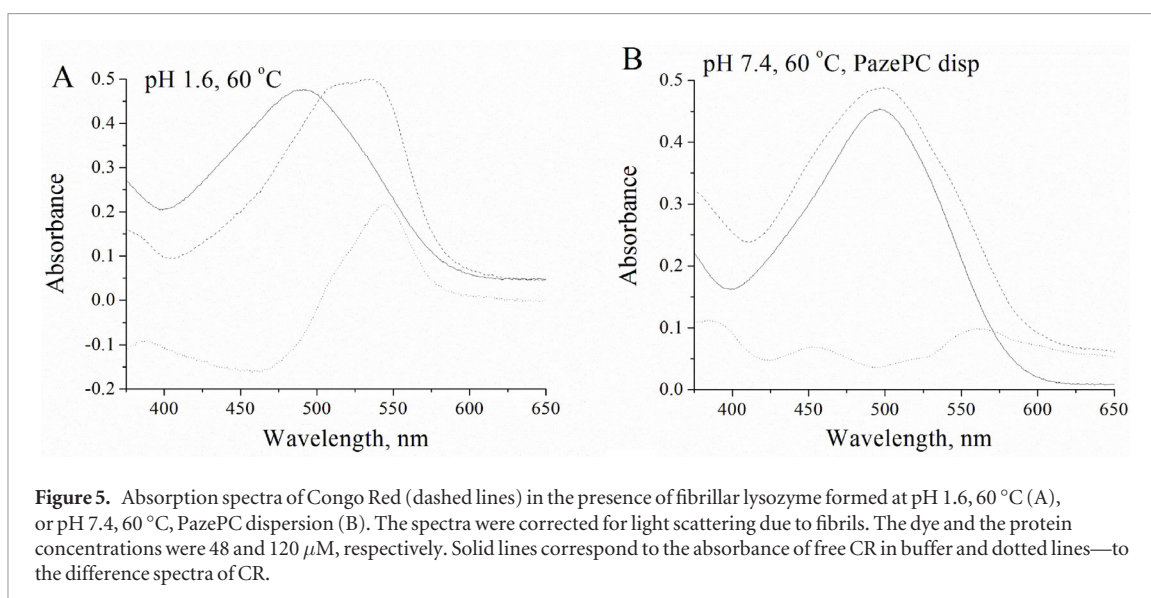 A
pH 1.6, 60 °C
0.5
0.4
0.3
0.2
0.1
0.0
-0.1
-0.2
Absorbance
400
450
500
550
600
650
Wavelength, nm
B
pH 7.4, 60 °C, PazePC disp
0.5
0.4
0.3
0.2
0.1
0.0
Absorbance
400
450
500
550
600
650
Wavelength, nm
Figure 5. Absorption spectra of Congo Red (dashed lines) in the presence of fibrillar lysozyme formed at pH 1.6, 60 °C (A),
or pH 7.4, 60 °C, PazePC dispersion (B). The spectra were corrected for light scattering due to fibrils. The dye and the protein
concentrations were 48 and 120 μM, respectively. Solid lines correspond to the absorbance of free CR in buffer and dotted lines—to
the difference spectra of CR.